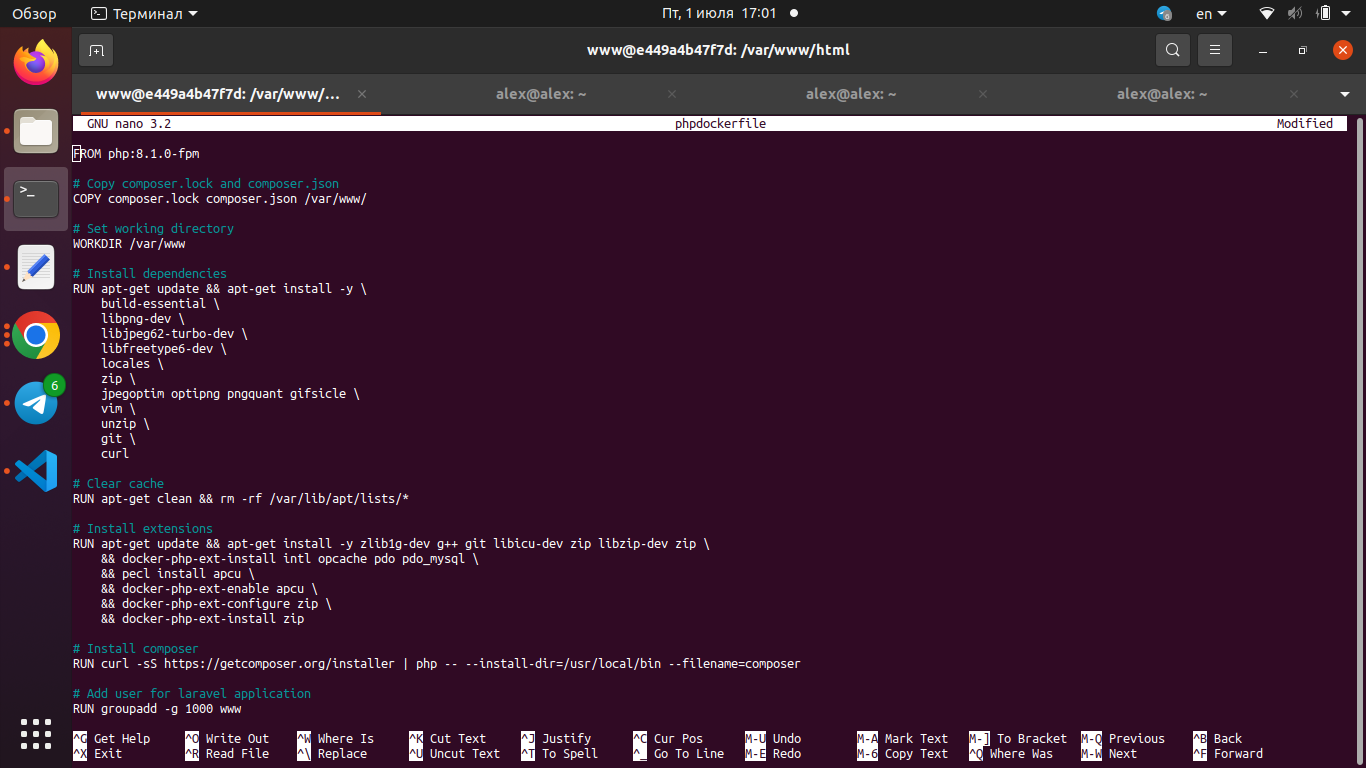 Обзор Терминал Пт, 1 июля 17:01 en
www@e449a4b47f7d: /var/www/html
www@e449a4b47f7d: /var/www/... alex@alex: ~ alex@alex: ~ alex@alex: ~
GNU nano 3.2 phpdockerfile Modified
FROM php:8.1.0-fpm
# Copy composer.lock and composer.json
COPY composer.lock composer.json /var/www/
# Set working directory
WORKDIR /var/www
# Install dependencies
RUN apt-get update && apt-get install -y \
build-essential \
libpng-dev \
libjpeg62-turbo-dev \
libfreetype6-dev \
locales \
zip \
jpegoptim optipng pngquant gifsicle \
vim \
unzip \
git \
curl
# Clear cache
RUN apt-get clean && rm -rf /var/lib/apt/lists/*
# Install extensions
RUN apt-get update && apt-get install -y zlib1g-dev g++ git libicu-dev zip libzip-dev zip \
&& docker-php-ext-install intl opcache pdo pdo_mysql \
&& pecl install apcu \
&& docker-php-ext-enable apcu \
&& docker-php-ext-configure zip \
&& docker-php-ext-install zip
# Install composer
RUN curl -sS https://getcomposer.org/installer | php -- --install-dir=/usr/local/bin --filename=composer
# Add user for laravel application
RUN groupadd -g 1000 www
^G Get Help ^O Write Out ^W Where Is ^K Cut Text ^J Justify ^C Cur Pos M-U Undo M-A Mark Text M-] To Bracket M-Q Previous ^B Back
^X Exit ^R Read File ^\ Replace ^U Uncut Text ^T To Spell ^_ Go To Line M-E Redo M-6 Copy Text ^Q Where Was M-W Next ^F Forward
>_
6